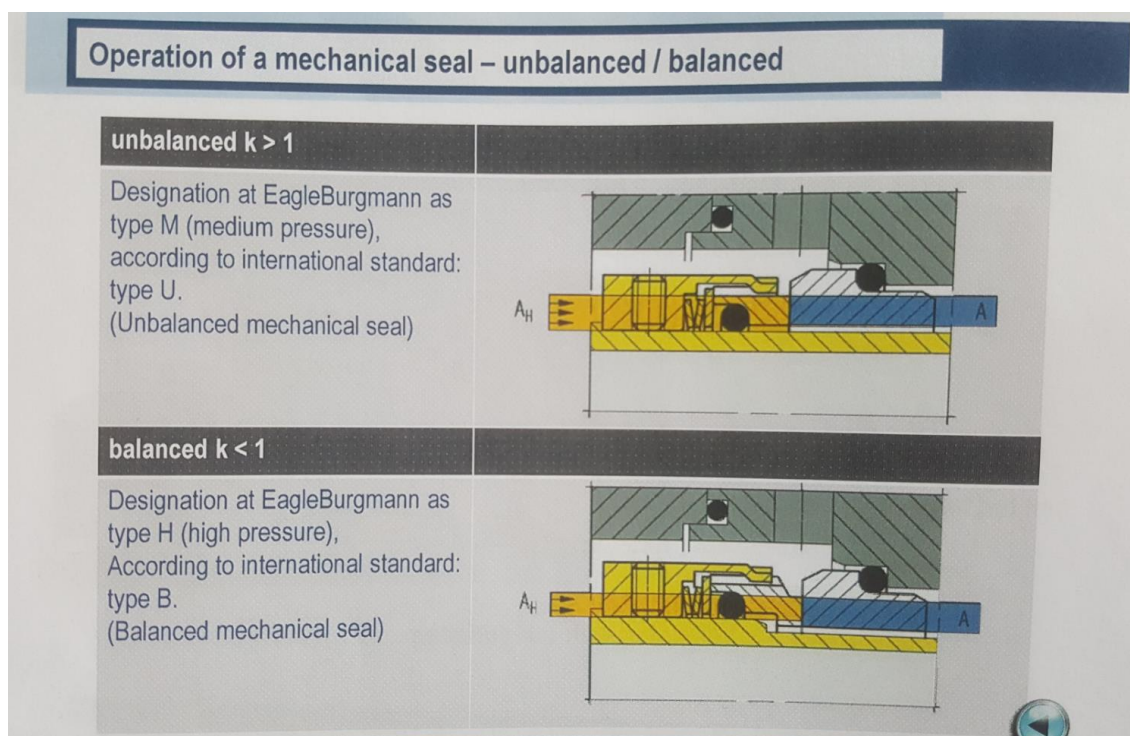 Operation of a mechanical seal – unbalanced / balanced
unbalanced k > 1
Designation at EagleBurgmann as
type M (medium pressure),
according to international standard:
type U.
(Unbalanced mechanical seal)
AH
A
balanced k < 1
Designation at EagleBurgmann as
type H (high pressure),
According to international standard:
type B.
(Balanced mechanical seal)
AH
A